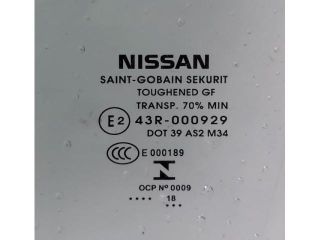 NISSAN
SAINT-GOBAIN SEKURIT
TOUGHENED GF
TRANSP. 70% MIN
E2 43R-000929
DOT 39 AS2 M34
CCC E 000189
N
OCP Nº 0009
•••• 18 •••